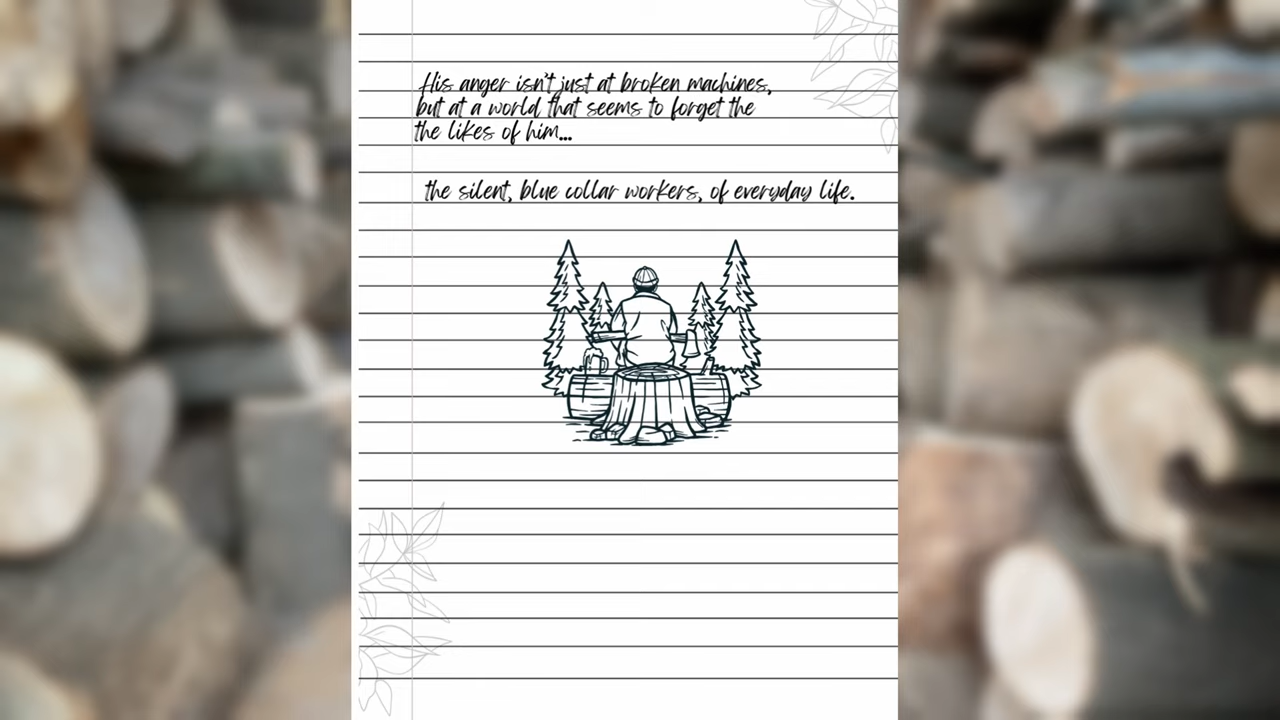 His anger isn't just at broken machines,
but at a world that seems to forget the
the likes of him...
the silent, blue collar workers, of everyday life.